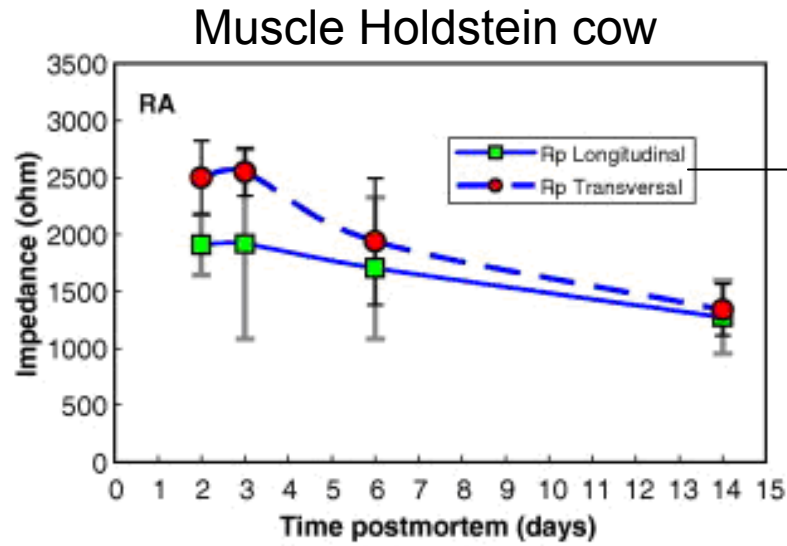 Muscle Holdstein cow
3500
RA
3000
Rp Longitudinal
2500
Rp Transversal
2000
1500
1000
500
0
Impedance (ohm)
0 1 2 3 4 5 6 7 8 9 10 11 12 13 14 15
Time postmortem (days)